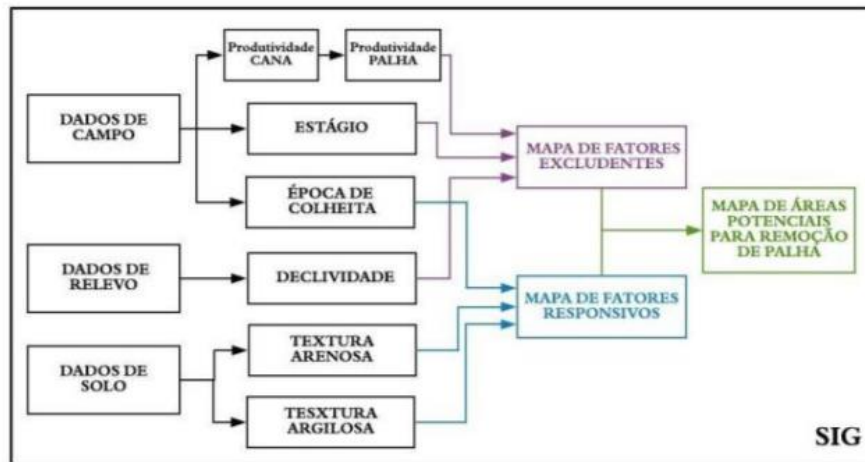 Produtividade
CANA
Produtividade
PALHA
DADOS DE
CAMPO
ESTÁGIO
MAPA DE FATORES
EXCLUDENTES
ÉPOCA DE
COLHEITA
MAPA DE ÁREAS
POTENCIAIS
PARA REMOÇÃO
DE PALHA
DADOS DE
RELEVO
DECLIVIDADE
MAPA DE FATORES
RESPONSIVOS
TEXTURA
ARENOSA
DADOS DE
SOLO
TESXTURA
ARGILOSA
SIG